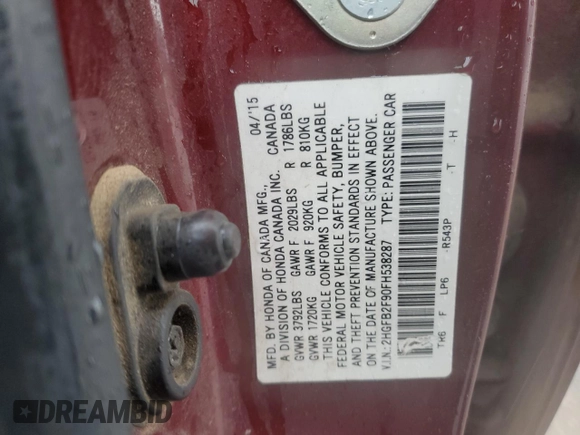 MFD. BY HONDA OF CANADA MFG., 04/'15
A DIVISION OF HONDA CANADA INC. CANADA
GVWR 3792LBS GAWR F 2029LBS R 1786LBS
GVWR 1720KG GAWR F 920KG R 810KG
THIS VEHICLE CONFORMS TO ALL APPLICABLE
FEDERAL MOTOR VEHICLE SAFETY, BUMPER,
AND THEFT PREVENTION STANDARDS IN EFFECT
ON THE DATE OF MANUFACTURE SHOWN ABOVE.
V.I.N.: 2HGFB2F90FH538287 TYPE: PASSENGER CAR
TR6 F LP6 R543P T H
DREAMBID